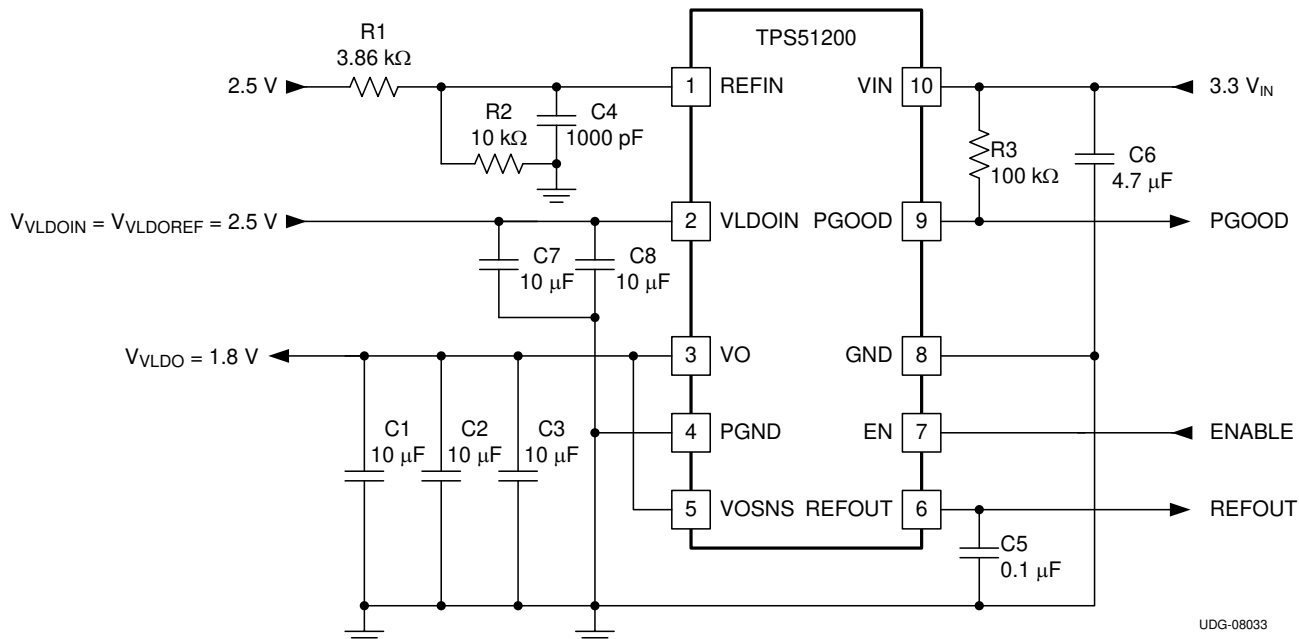 TPS51200
R1
3.86 kΩ
2.5 V
1 REFIN
VIN 10
3.3 VIN
R2
10 kΩ
C4
1000 pF
R3
100 kΩ
C6
4.7 μF
VVLDOIN = VVLDOREF = 2.5 V
2 VLDOIN
PGOOD 9
PGOOD
C7
10 μF
C8
10 μF
VVLDO = 1.8 V
3 VO
GND 8
C1
10 μF
C2
10 μF
C3
10 μF
4 PGND
EN 7
ENABLE
5 VOSNS
REFOUT 6
REFOUT
C5
0.1 μF
UDG-08033